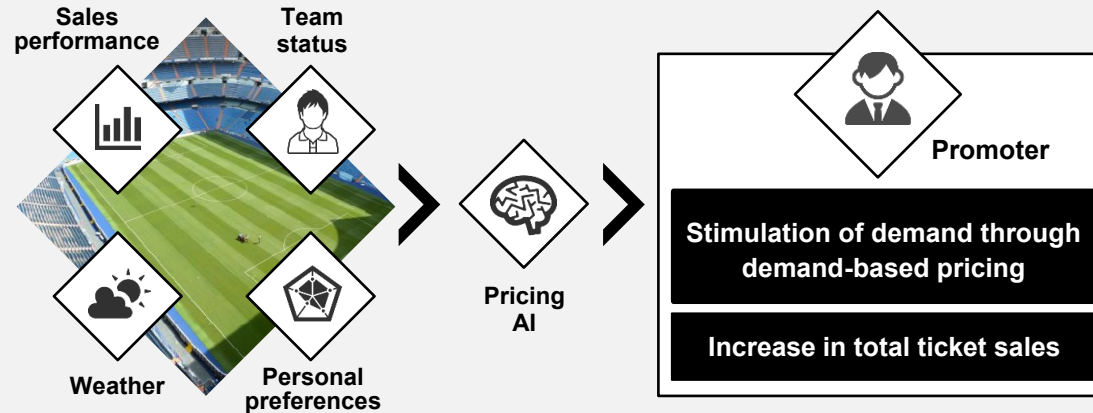 Sales
performance
Team
status
Weather
Personal
preferences
Pricing
AI
Promoter
Stimulation of demand through
demand-based pricing
Increase in total ticket sales